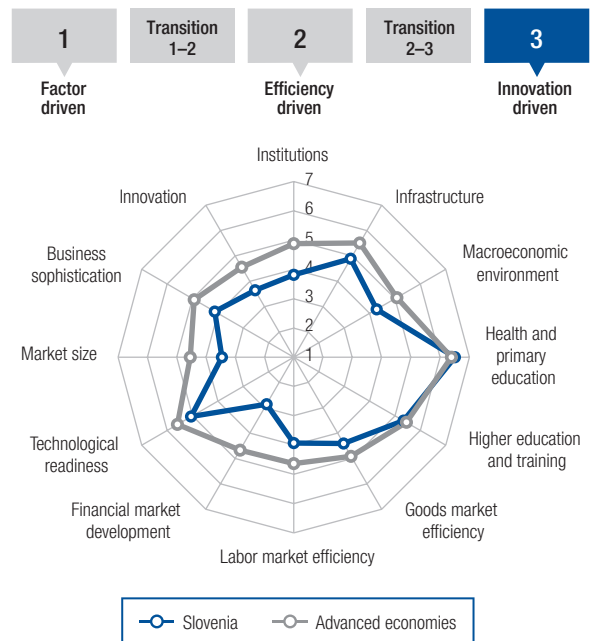 1
Transition
1–2
2
Transition
2–3
3
Factor
driven
Efficiency
driven
Innovation
driven
Institutions
7
Innovation
6
Infrastructure
5
Business
sophistication
4
Macroeconomic
environment
3
2
Market size
1
Health and
primary
education
Technological
readiness
Higher education
and training
Financial market
development
Goods market
efficiency
Labor market efficiency
Slovenia
Advanced economies